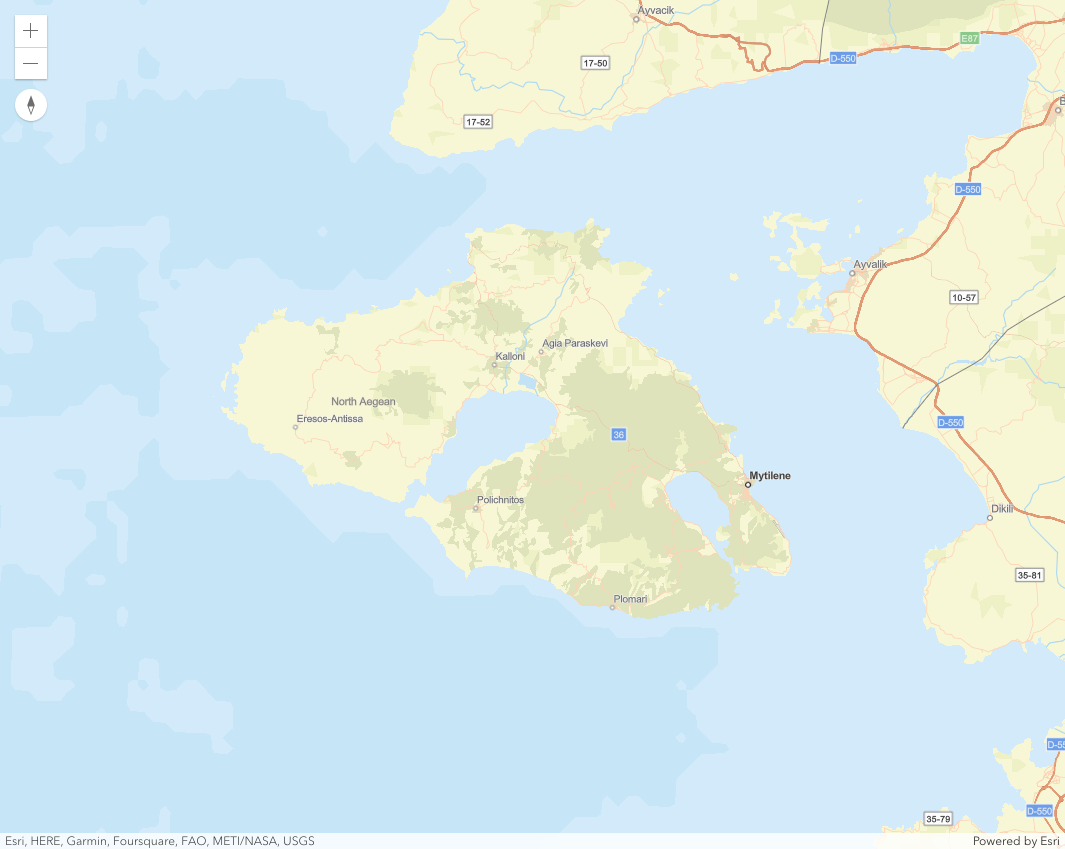 Ayvacik
E87
D-550
17-50
B
17-52
D-550
Ayvalik
10-57
Agia Paraskevi
Kalloni
North Aegean
Eresos-Antissa
D-550
36
Mytilene
Polichnitos
Dikili
35-81
Plomari
D-55
D-550
35-79
Esri, HERE, Garmin, Foursquare, FAO, METI/NASA, USGS
Powered by Esri